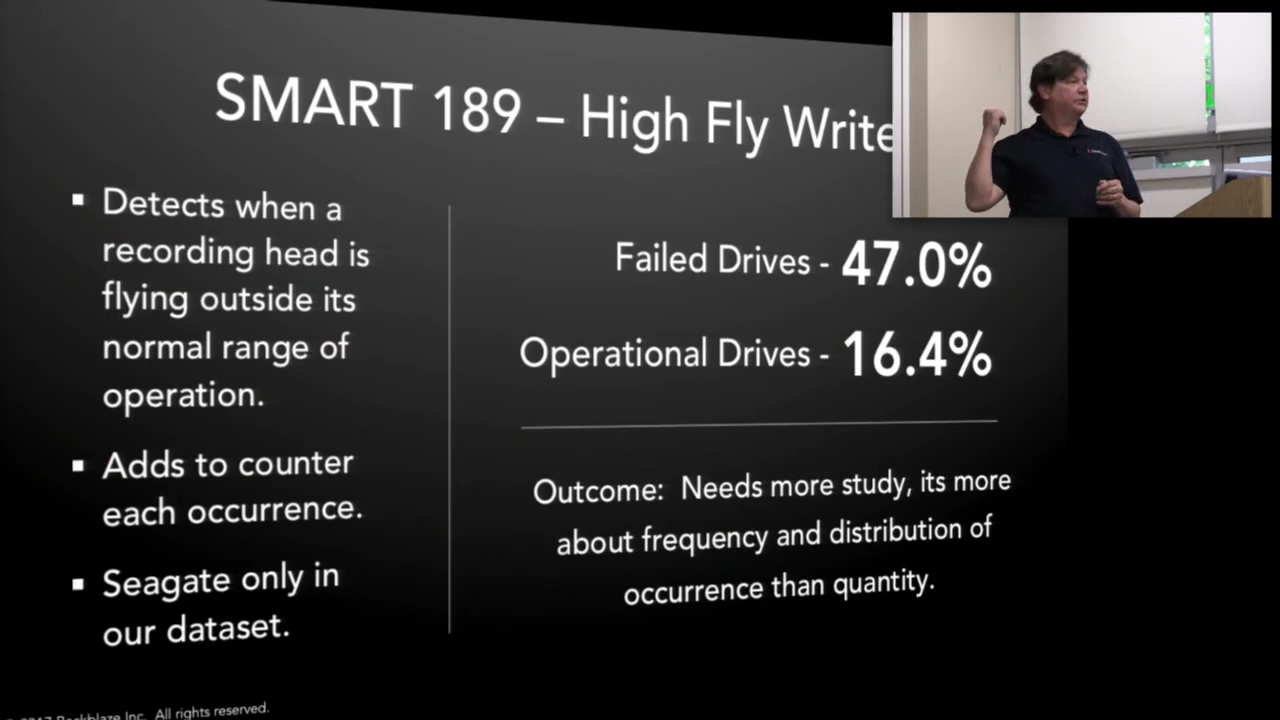 SMART 189 – High Fly Write
▪ Detects when a
recording head is
flying outside its
normal range of
operation.
▪ Adds to counter
each occurrence.
▪ Seagate only in
our dataset.
Failed Drives - 47.0%
Operational Drives - 16.4%
Outcome: Needs more study, its more
about frequency and distribution of
occurrence than quantity.
2017 Backblaze Inc. All rights reserved.